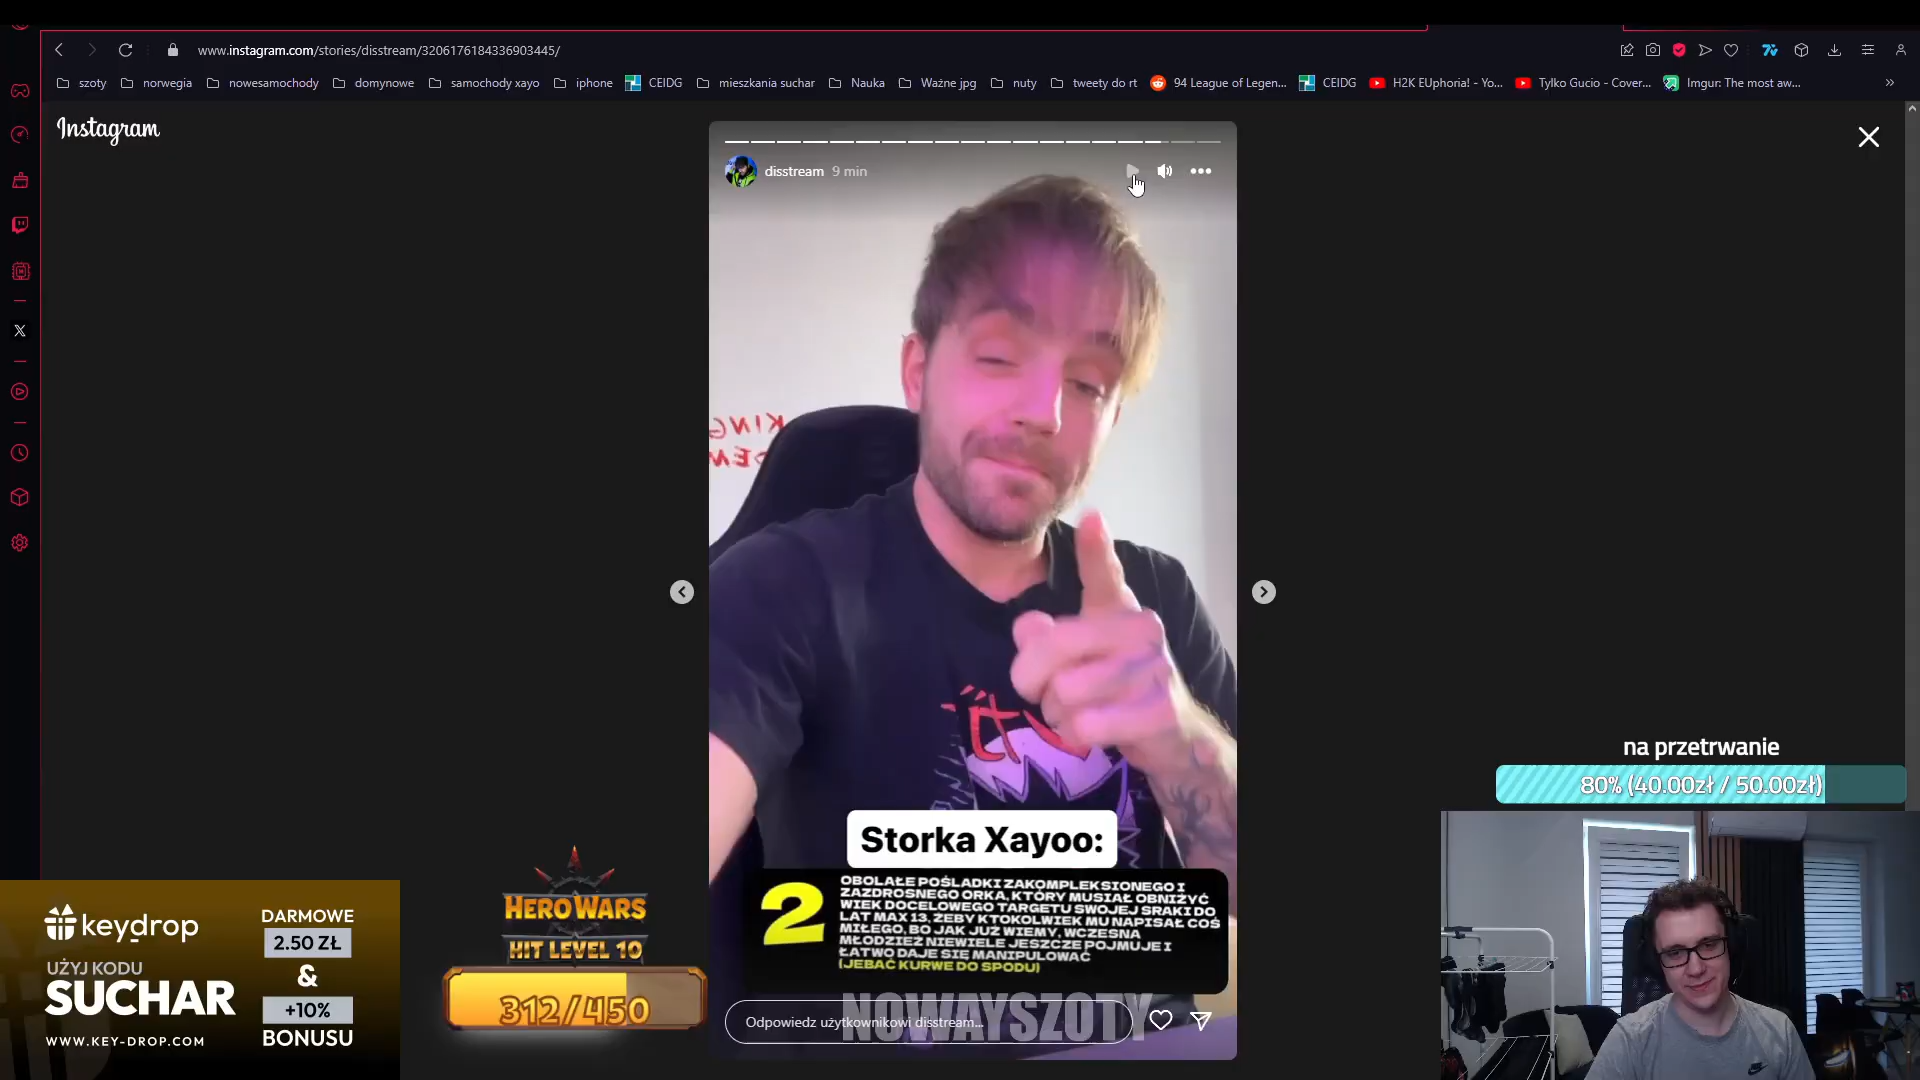 www.instagram.com/stories/disstream/3206176184336903445/
szoty
norwegia
nowesamochody
domynowe
samochody xayo
iphone
CEIDG
mieszkania suchar
Nauka
Ważne jpg
nuty
tweety do rt
94 League of Legen...
CEIDG
H2K EUphoria! - Yo...
Tylko Gucio - Cover...
Imgur: The most aw...
Instagram
disstream 9 min
KING
DEM
Storka Xayoo:
2
OBOLAŁE POŚLADKI ZAKOMPLEKSIONEGO I
ZAZDROSNEGO ORKA, KTÓRY MUSIAŁ OBNIŻYĆ
WIEK DOCELOWEGO TARGETU SWOJEJ SRAKI DO
LAT MAX 13, ŻEBY KTOKOLWIEK MU NAPISAŁ COŚ
MIŁEGO, BO JAK JUŻ WIEMY, WCZESNA
MŁODZIEŻ NIEWIELE JESZCZE POJMUJE I
ŁATWO DAJE SIĘ MANIPULOWAĆ
(JEBAĆ KURWE DO SPODU)
Odpowiedz użytkownikowi disstream...
NOWAYSZOTY
na przetrwanie
80% (40.00zł / 50.00zł)
keydrop
UŻYJ KODU
SUCHAR
WWW.KEY-DROP.COM
DARMOWE
2.50 ZŁ
&
+10%
BONUSU
HERO WARS
HIT LEVEL 10
312/450